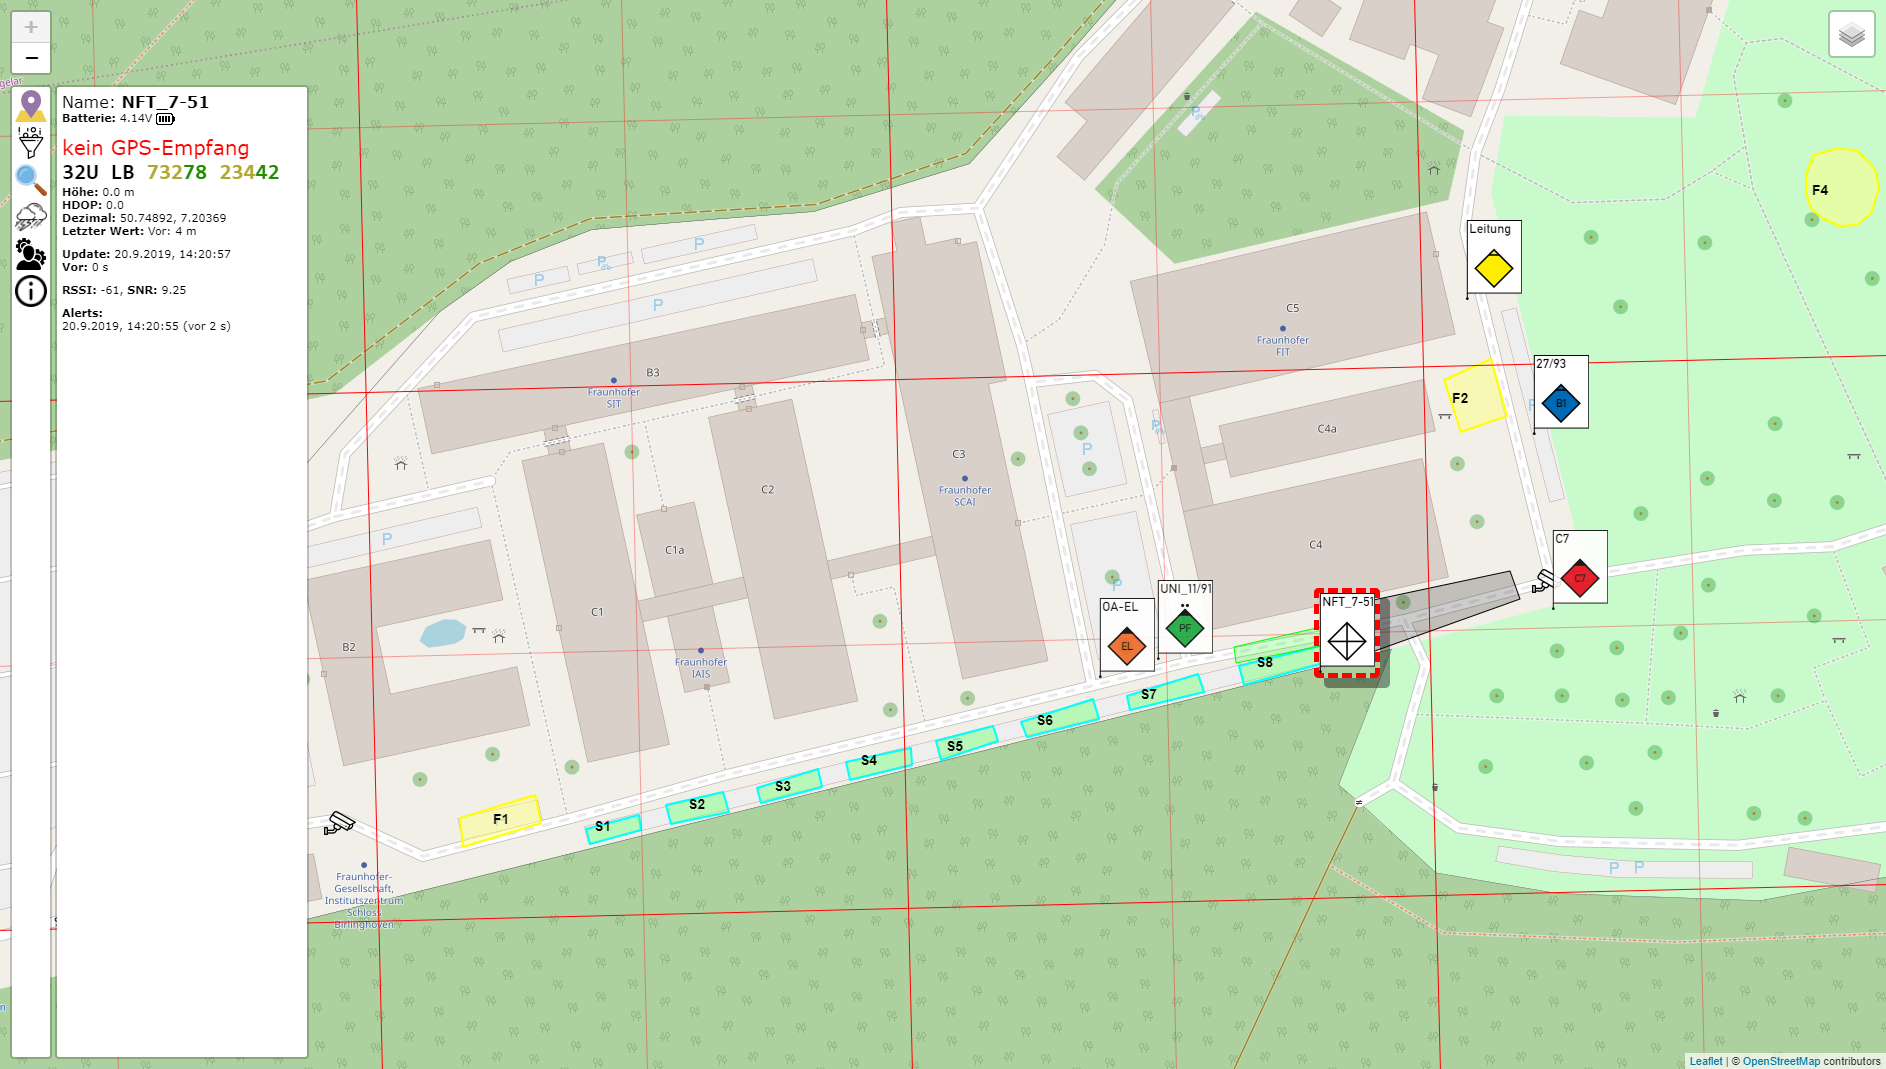 +
−
gelar
Name: NFT_7-51
Batterie: 4.14V
kein GPS-Empfang
32U LB 73278 23442
Höhe: 0.0 m
HDOP: 0.0
Dezimal: 50.74892, 7.20369
Letzter Wert: Vor: 4 m
Update: 20.9.2019, 14:20:57
Vor: 0 s
RSSI: -61, SNR: 9.25
Alerts:
20.9.2019, 14:20:55 (vor 2 s)
P
F4
Leitung
P
P
P
P
C5
Fraunhofer
FIT
B3
Fraunhofer
SIT
27/93
B1
F2
P
P
C4a
P
C3
C2
Fraunhofer
SCAI
P
C7
C7
C4
C1a
P
UNI_11/91
PF
OA-EL
EL
NFT_7-51
C1
B2
Fraunhofer
IAIS
S8
S7
S6
S5
S4
S3
S2
S1
F1
P
P
Fraunhofer-
Gesellschaft,
Institutszentrum
Schloss
Birlinghoven
Leaflet | © OpenStreetMap contributors